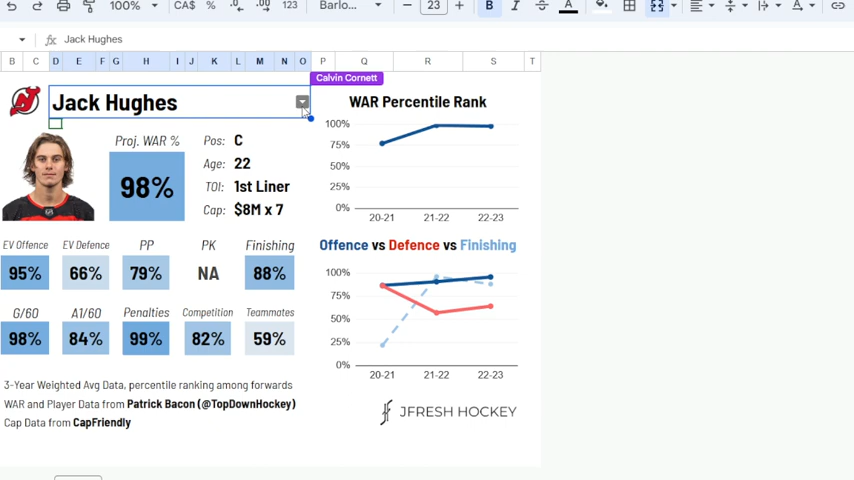 100% CA$ % .0 .00 123 Barlo... 23 B I A
fx Jack Hughes
B C D E F G H I J K L M N O P Q R S T
Calvin Cornett
Jack Hughes
WAR Percentile Rank
Proj. WAR %
98%
Pos: C
Age: 22
TOI: 1st Liner
Cap: $8M x 7
100%
75%
50%
25%
0%
20-21 21-22 22-23
EV Offence EV Defence PP PK Finishing
95% 66% 79% NA 88%
G/60 A1/60 Penalties Competition Teammates
98% 84% 99% 82% 59%
Offence vs Defence vs Finishing
100%
75%
50%
25%
0%
20-21 21-22 22-23
3-Year Weighted Avg Data, percentile ranking among forwards
WAR and Player Data from Patrick Bacon (@TopDownHockey)
Cap Data from CapFriendly
JFRESH HOCKEY